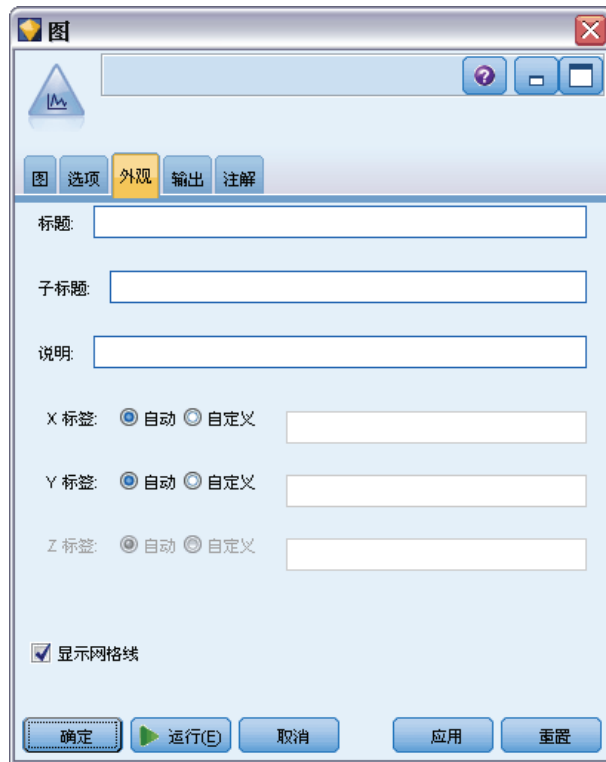 图
图 选项 外观 输出 注解
标题:
子标题:
说明:
X 标签: 自动 自定义
Y 标签: 自动 自定义
Z 标签: 自动 自定义
显示网格线
确定 运行(E) 取消 应用 重置